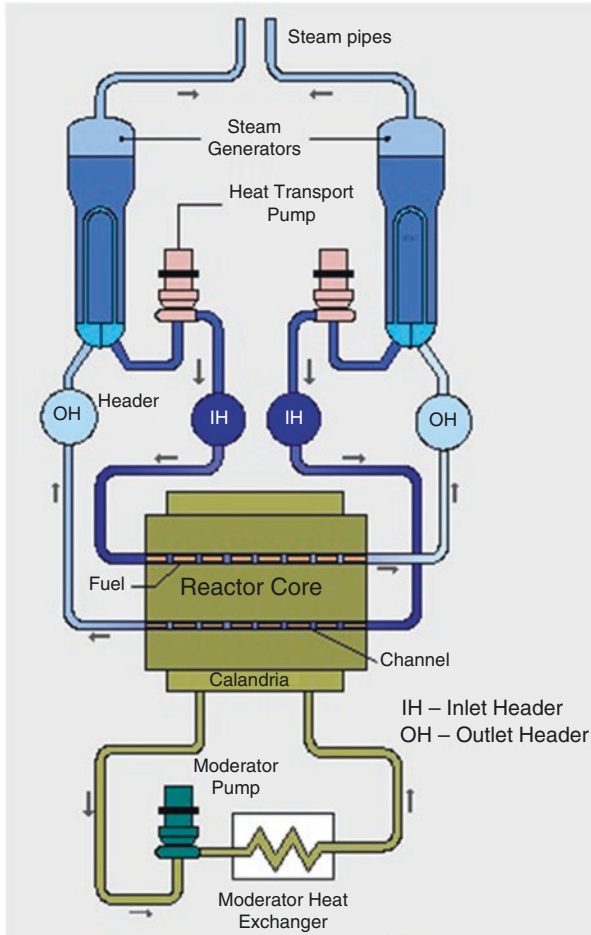 Steam pipes
Steam
Generators
Heat Transport
Pump
OH
Header
IH
IH
OH
Fuel
Reactor Core
Channel
Calandria
IH – Inlet Header
OH – Outlet Header
Moderator
Pump
Moderator Heat
Exchanger